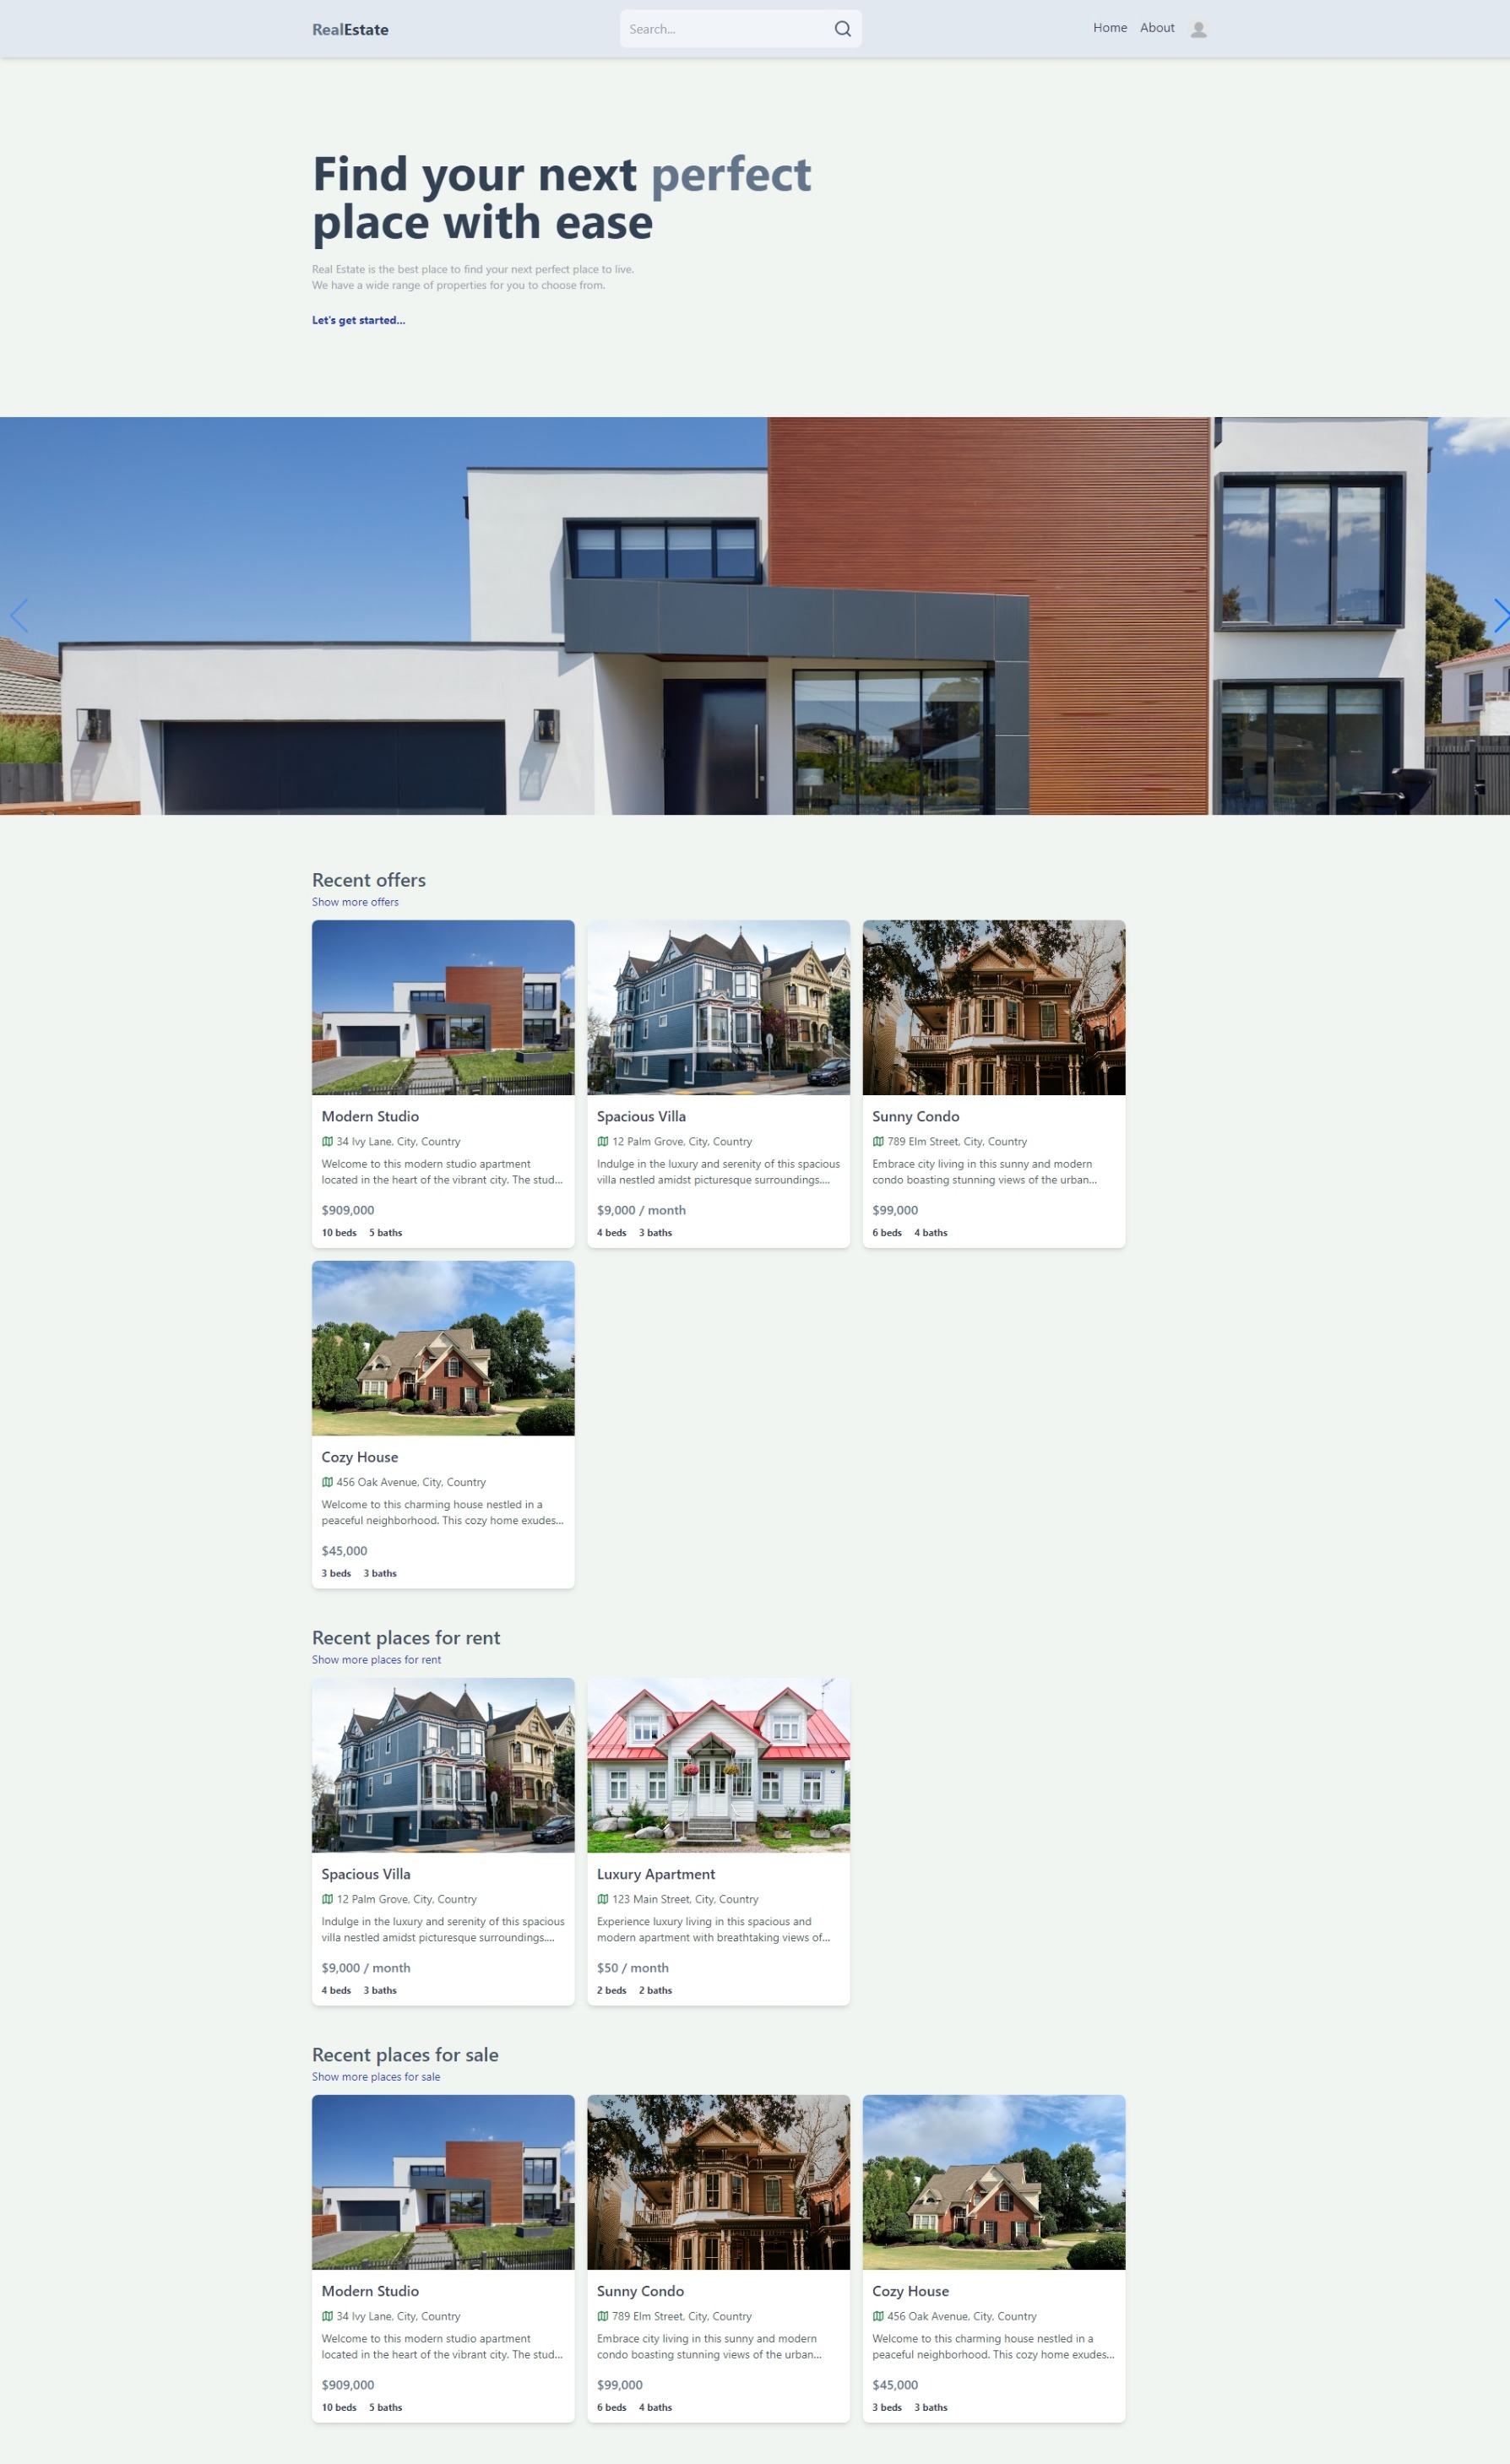 RealEstate
Search...
Home About
Find your next perfect
place with ease
Real Estate is the best place to find your next perfect place to live.
We have a wide range of properties for you to choose from.
Let's get started...
Recent offers
Show more offers
Modern Studio
34 Ivy Lane, City, Country
Welcome to this modern studio apartment
located in the heart of the vibrant city. The stud...
$909,000
10 beds 5 baths
Spacious Villa
12 Palm Grove, City, Country
Indulge in the luxury and serenity of this spacious
villa nestled amidst picturesque surroundings....
$9,000 / month
4 beds 3 baths
Sunny Condo
789 Elm Street, City, Country
Embrace city living in this sunny and modern
condo boasting stunning views of the urban...
$99,000
6 beds 4 baths
Cozy House
456 Oak Avenue, City, Country
Welcome to this charming house nestled in a
peaceful neighborhood. This cozy home exudes...
$45,000
3 beds 3 baths
Recent places for rent
Show more places for rent
Spacious Villa
12 Palm Grove, City, Country
Indulge in the luxury and serenity of this spacious
villa nestled amidst picturesque surroundings....
$9,000 / month
4 beds 3 baths
Luxury Apartment
123 Main Street, City, Country
Experience luxury living in this spacious and
modern apartment with breathtaking views of...
$50 / month
2 beds 2 baths
Recent places for sale
Show more places for sale
Modern Studio
34 Ivy Lane, City, Country
Welcome to this modern studio apartment
located in the heart of the vibrant city. The stud...
$909,000
10 beds 5 baths
Sunny Condo
789 Elm Street, City, Country
Embrace city living in this sunny and modern
condo boasting stunning views of the urban...
$99,000
6 beds 4 baths
Cozy House
456 Oak Avenue, City, Country
Welcome to this charming house nestled in a
peaceful neighborhood. This cozy home exudes...
$45,000
3 beds 3 baths